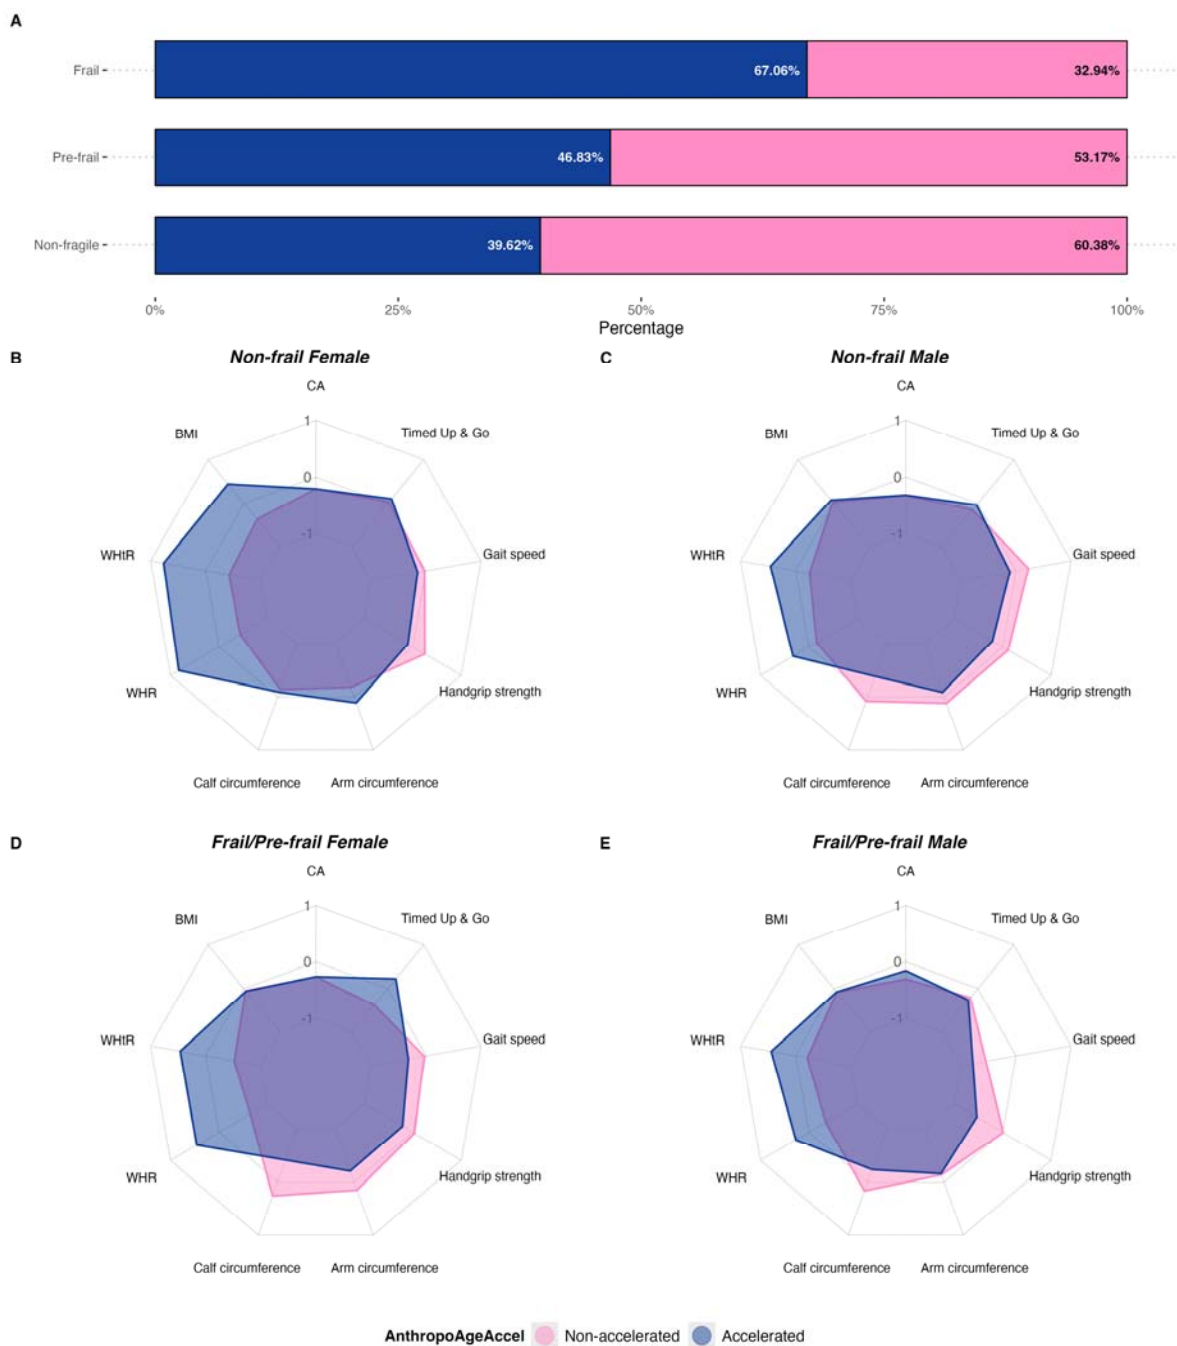 A
Frail
67.06%
32.94%
Pre-frail
46.83%
53.17%
Non-fragile
39.62%
60.38%
0%
25%
50%
75%
100%
Percentage
B
Non-frail Female
CA
1
0
-1
BMI
Timed Up & Go
WHtR
Gait speed
WHR
Handgrip strength
Calf circumference
Arm circumference
C
Non-frail Male
CA
1
0
-1
BMI
Timed Up & Go
WHtR
Gait speed
WHR
Handgrip strength
Calf circumference
Arm circumference
D
Frail/Pre-frail Female
CA
1
0
-1
BMI
Timed Up & Go
WHtR
Gait speed
WHR
Handgrip strength
Calf circumference
Arm circumference
E
Frail/Pre-frail Male
CA
1
0
-1
BMI
Timed Up & Go
WHtR
Gait speed
WHR
Handgrip strength
Calf circumference
Arm circumference
AnthropoAgeAccel Non-accelerated Accelerated